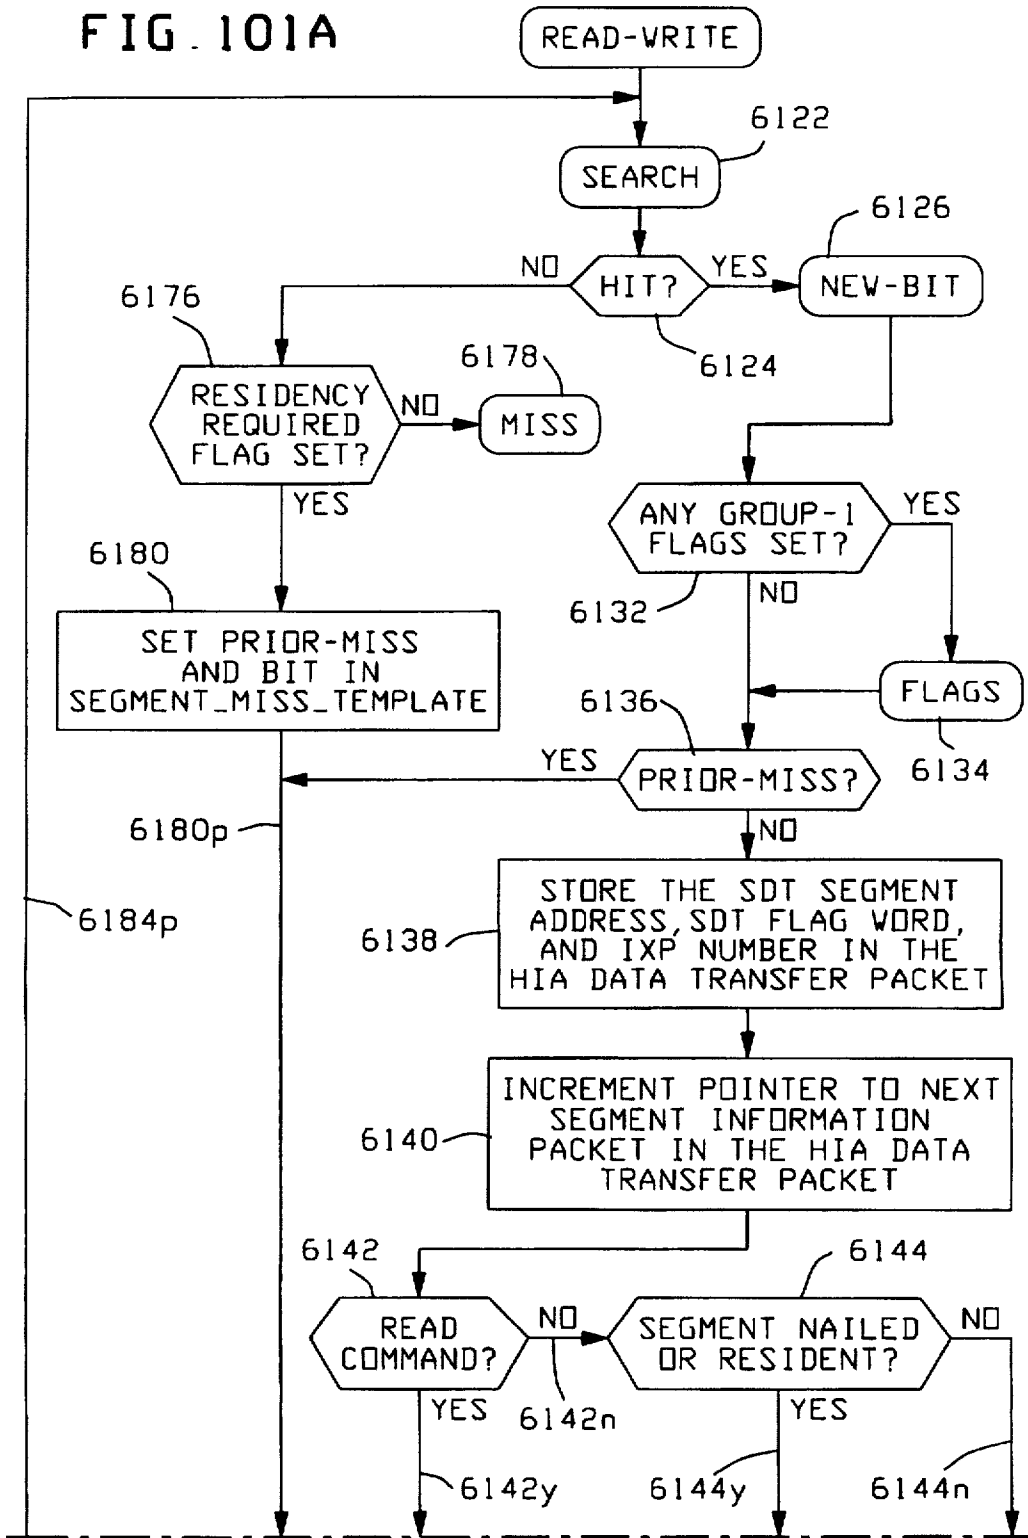 FIG. 101A
READ-WRITE
6122
SEARCH
6126
NO
HIT?
YES
NEW-BIT
6176
6124
6178
RESIDENCY
REQUIRED
FLAG SET?
NO
MISS
YES
ANY GROUP-1
FLAGS SET?
YES
6180
6132
NO
SET PRIOR-MISS
AND BIT IN
SEGMENT_MISS_TEMPLATE
FLAGS
6136
6134
YES
PRIOR-MISS?
6180p
NO
6184p
STORE THE SDT SEGMENT
ADDRESS, SDT FLAG WORD,
AND IXP NUMBER IN THE
HIA DATA TRANSFER PACKET
6138
INCREMENT POINTER TO NEXT
SEGMENT INFORMATION
PACKET IN THE HIA DATA
TRANSFER PACKET
6140
6142
6144
READ
COMMAND?
NO
SEGMENT NAILED
OR RESIDENT?
NO
YES
6142n
YES
6142y
6144y
6144n